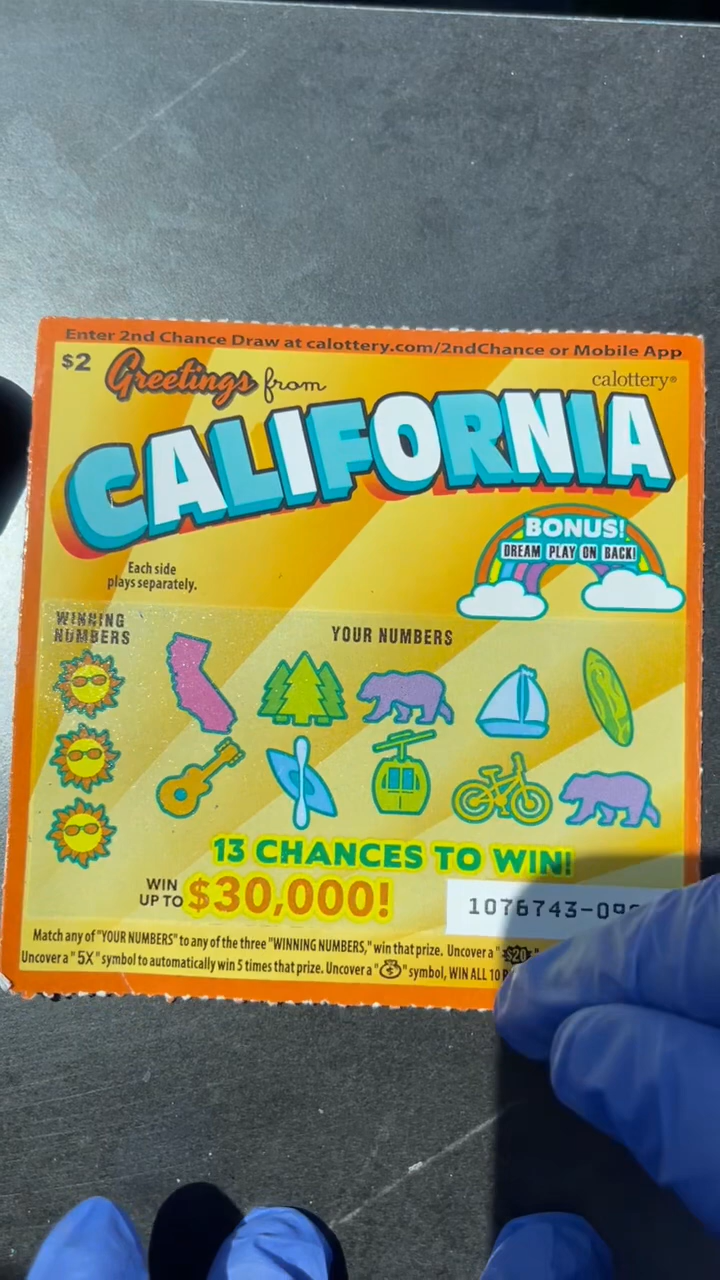 Enter 2nd Chance Draw at calottery.com/2ndChance or Mobile App
$2
Greetings from
calottery®
CALIFORNIA
BONUS!
DREAM PLAY ON BACK!
Each side
plays separately.
WINNING
NUMBERS
YOUR NUMBERS
13 CHANCES TO WIN!
WIN
UP TO $30,000!
1076743-09
Match any of "YOUR NUMBERS" to any of the three "WINNING NUMBERS," win that prize. Uncover a "$20"
Uncover a "5X" symbol to automatically win 5 times that prize. Uncover a "$" symbol, WIN ALL 10